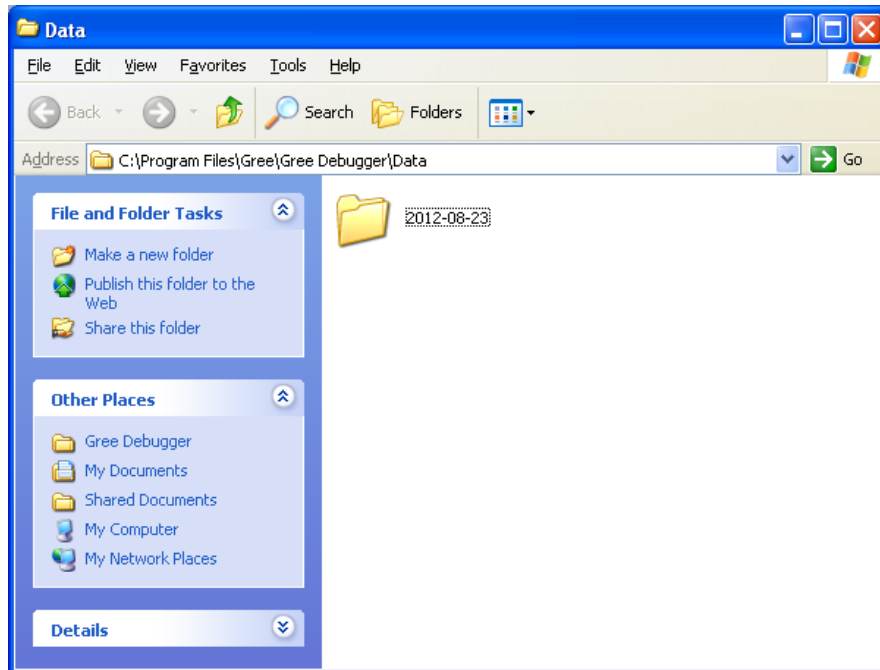 Data
File Edit View Favorites Tools Help
Back Search Folders
Address C:\Program Files\Gree\Gree Debugger\Data Go
File and Folder Tasks
Make a new folder
Publish this folder to the
Web
Share this folder
Other Places
Gree Debugger
My Documents
Shared Documents
My Computer
My Network Places
Details
2012-08-23